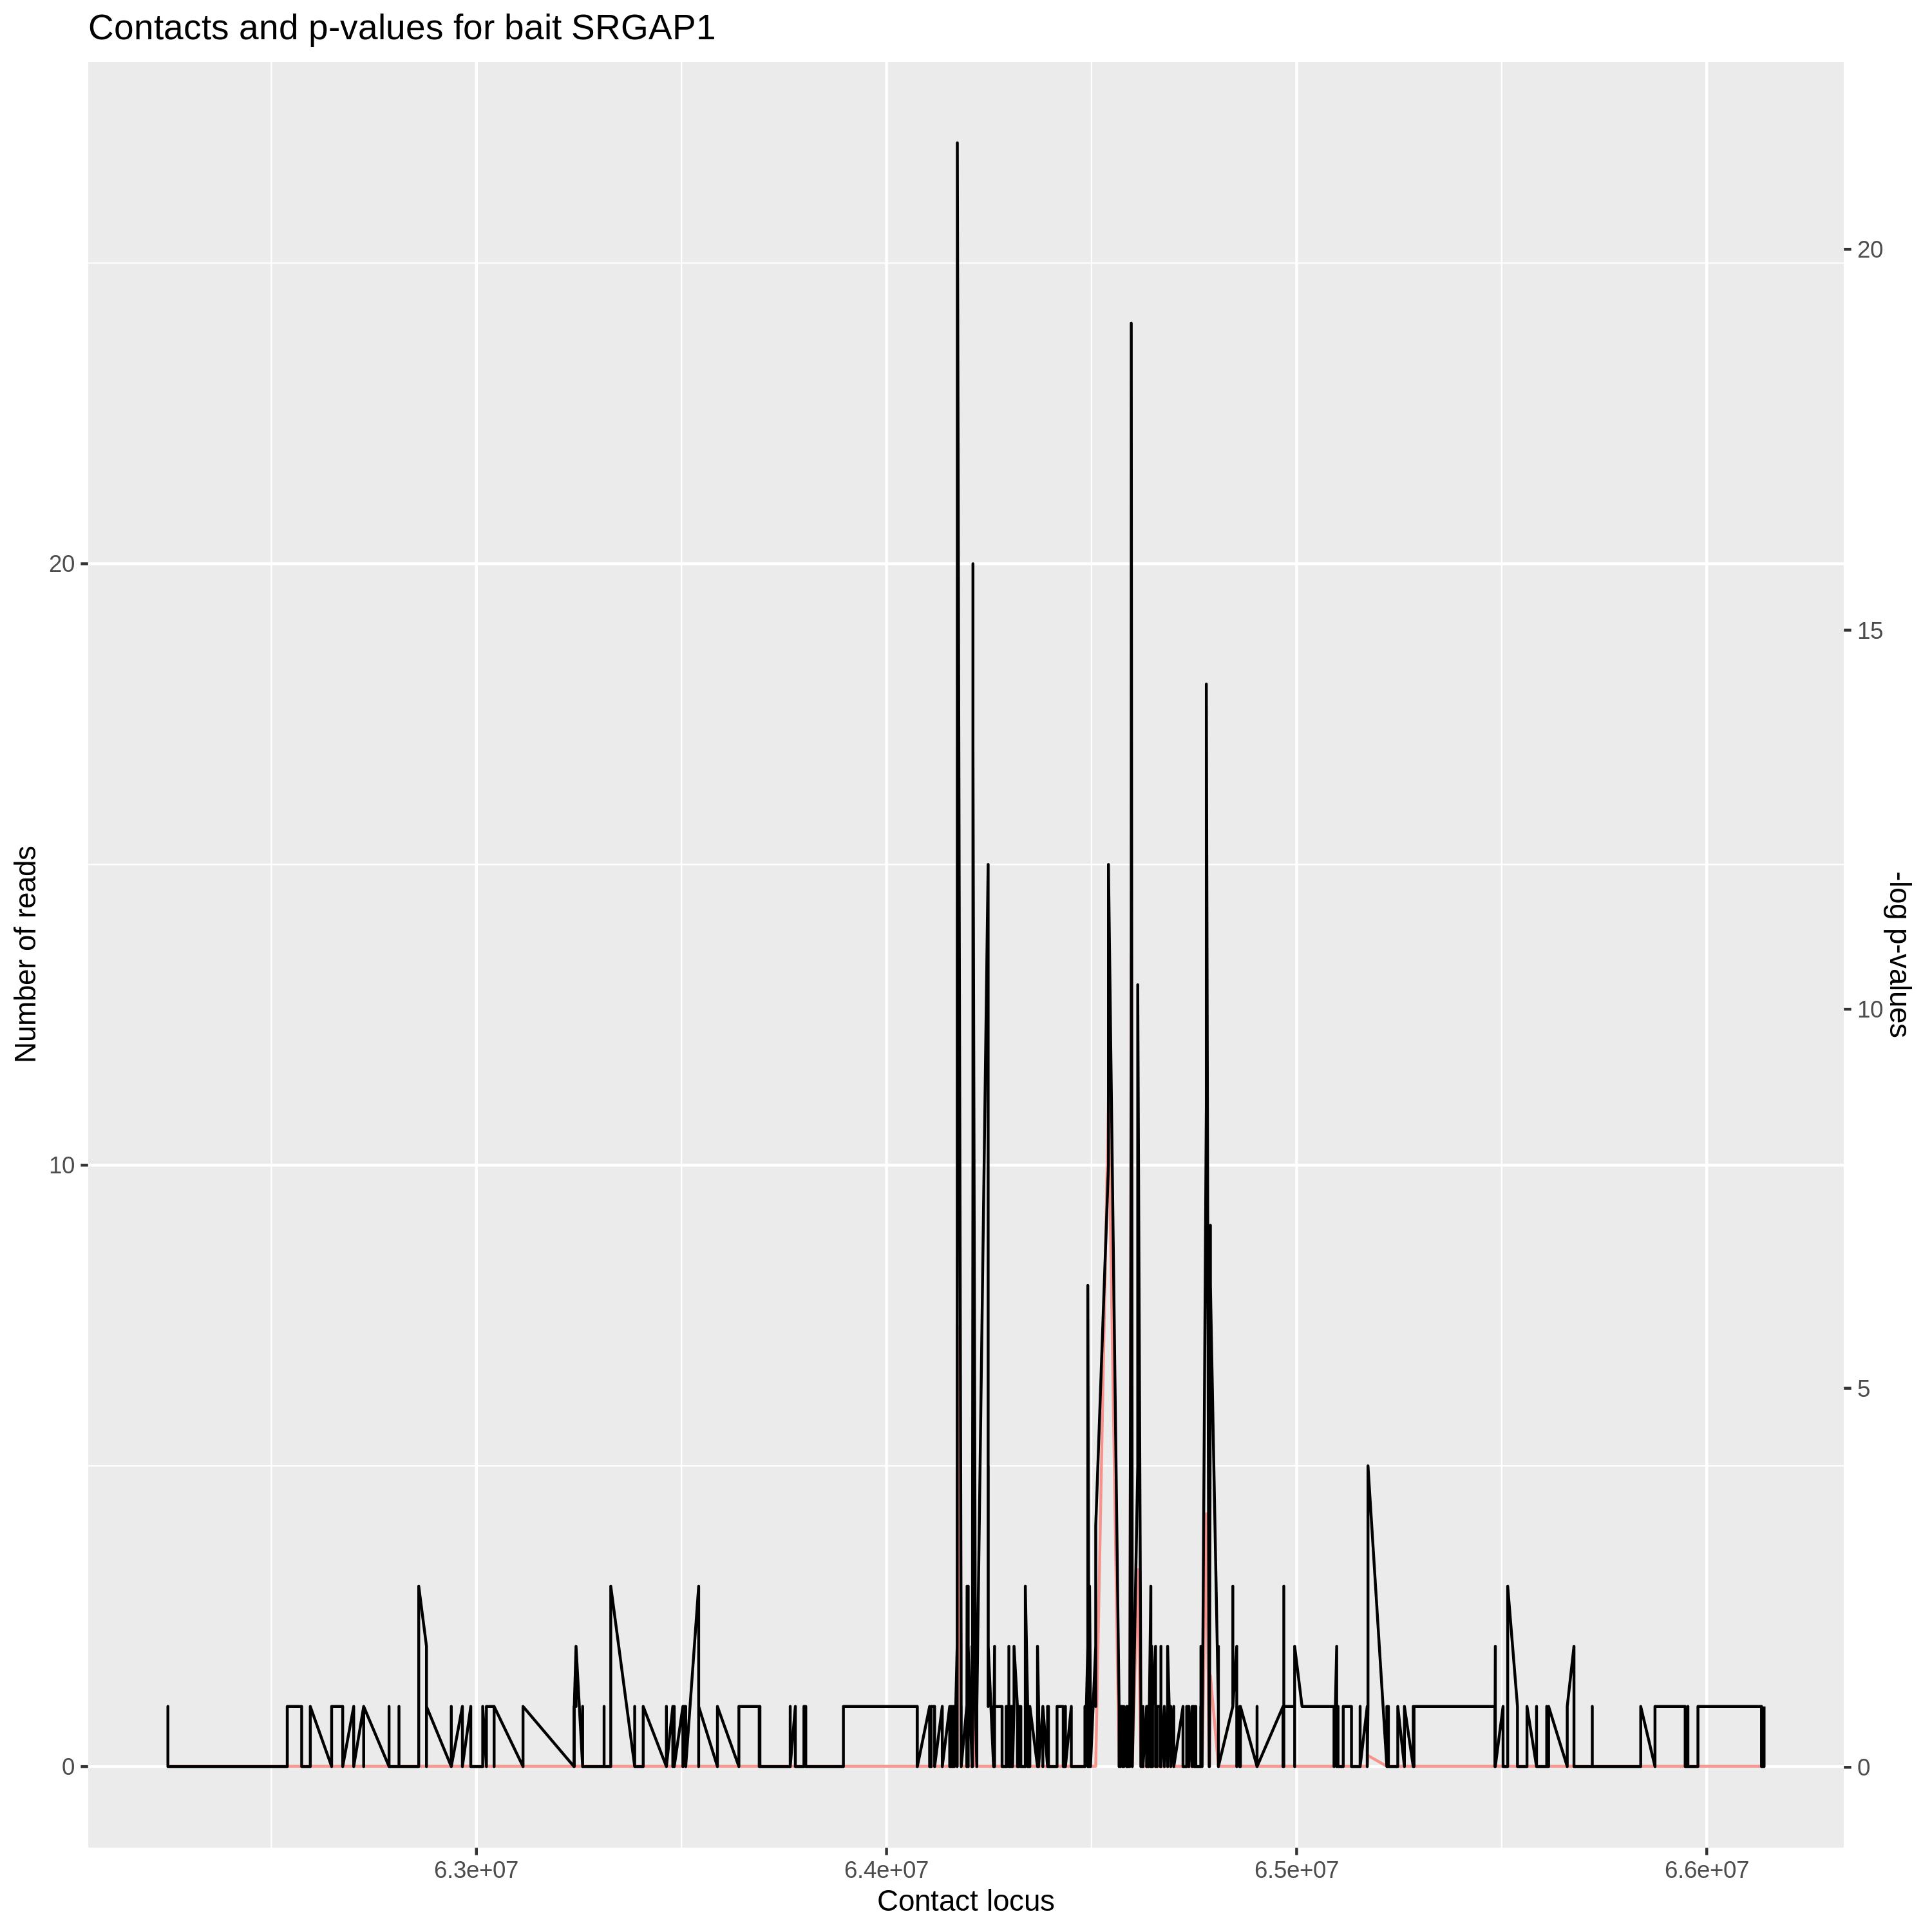 Contacts and p-values for bait SRGAP1
Number of reads
20
10
0
20
15
10
5
0
-log p-values
6.3e+07 6.4e+07 6.5e+07 6.6e+07
Contact locus